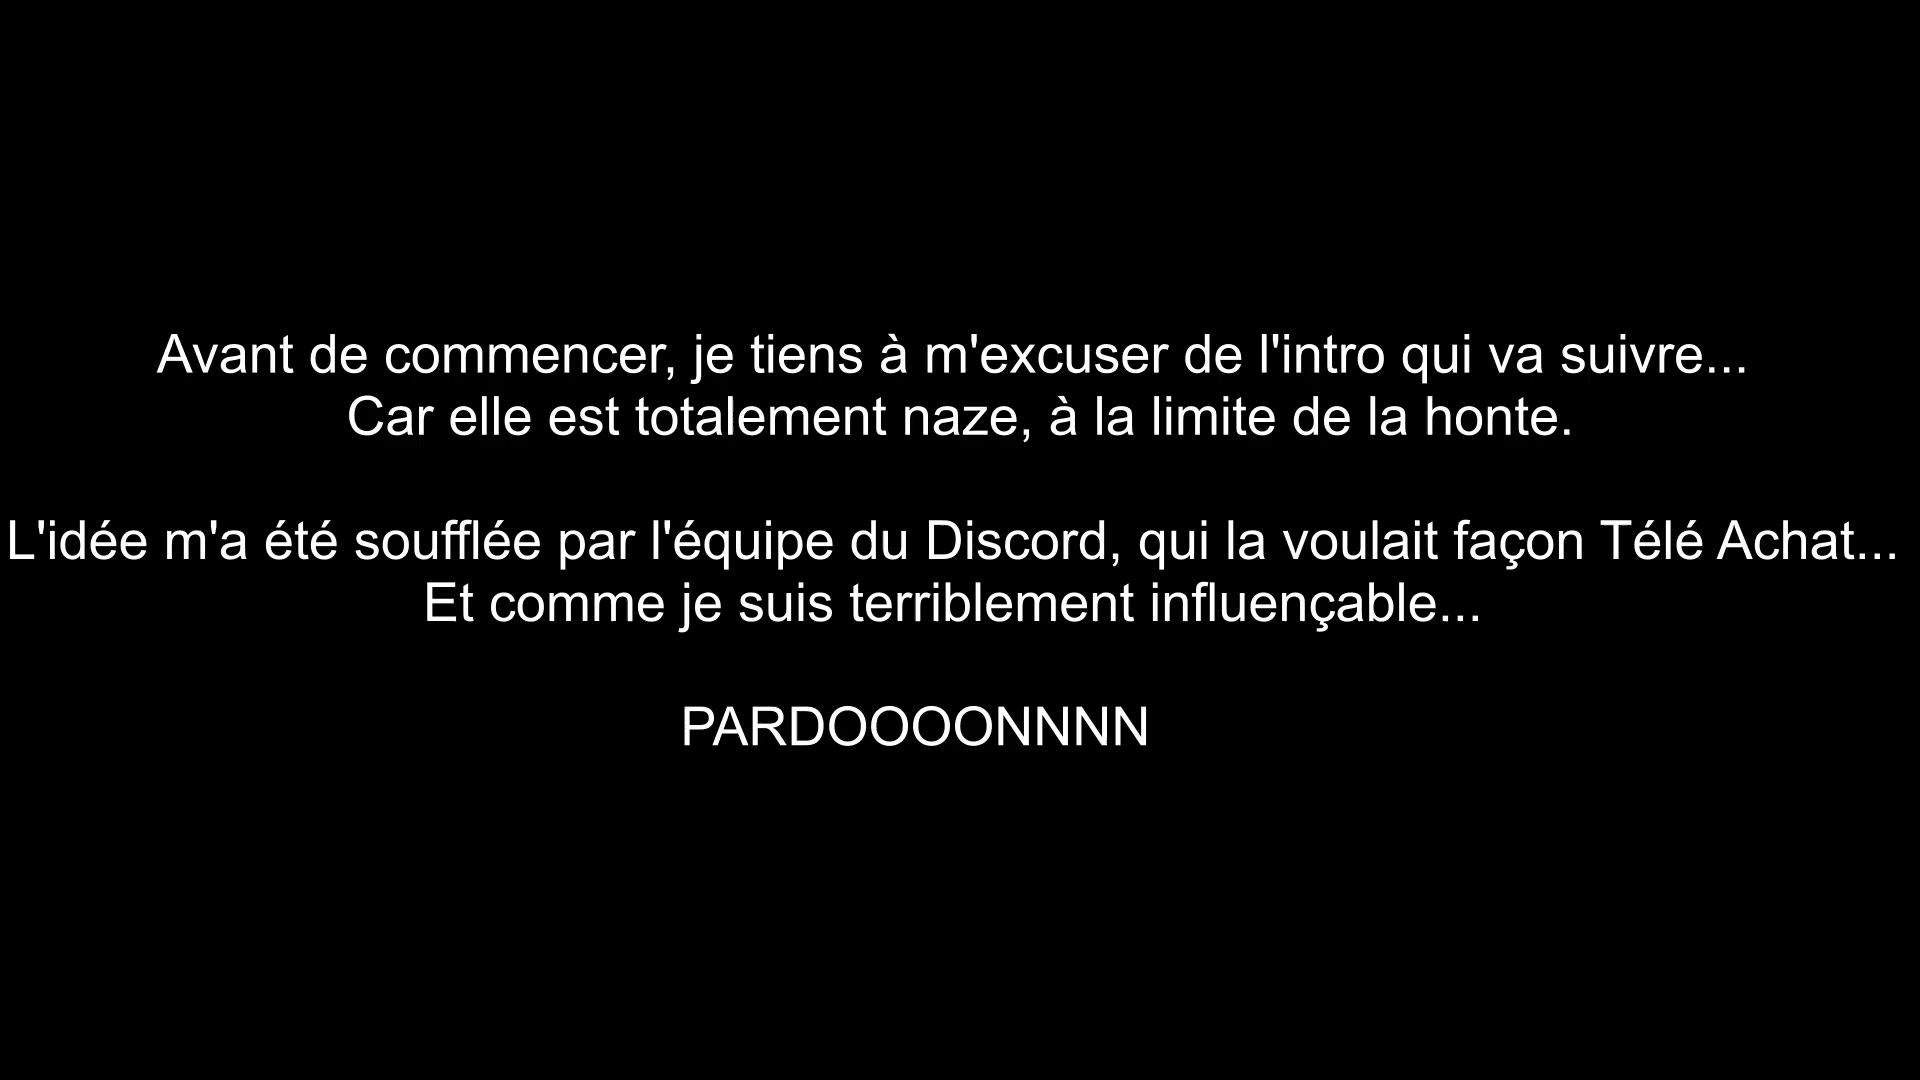 Avant de commencer, je tiens à m'excuser de l'intro qui va suivre...
Car elle est totalement naze, à la limite de la honte.
L'idée m'a été soufflée par l'équipe du Discord, qui la voulait façon Télé Achat...
Et comme je suis terriblement influençable...
PARDOOOONNNN